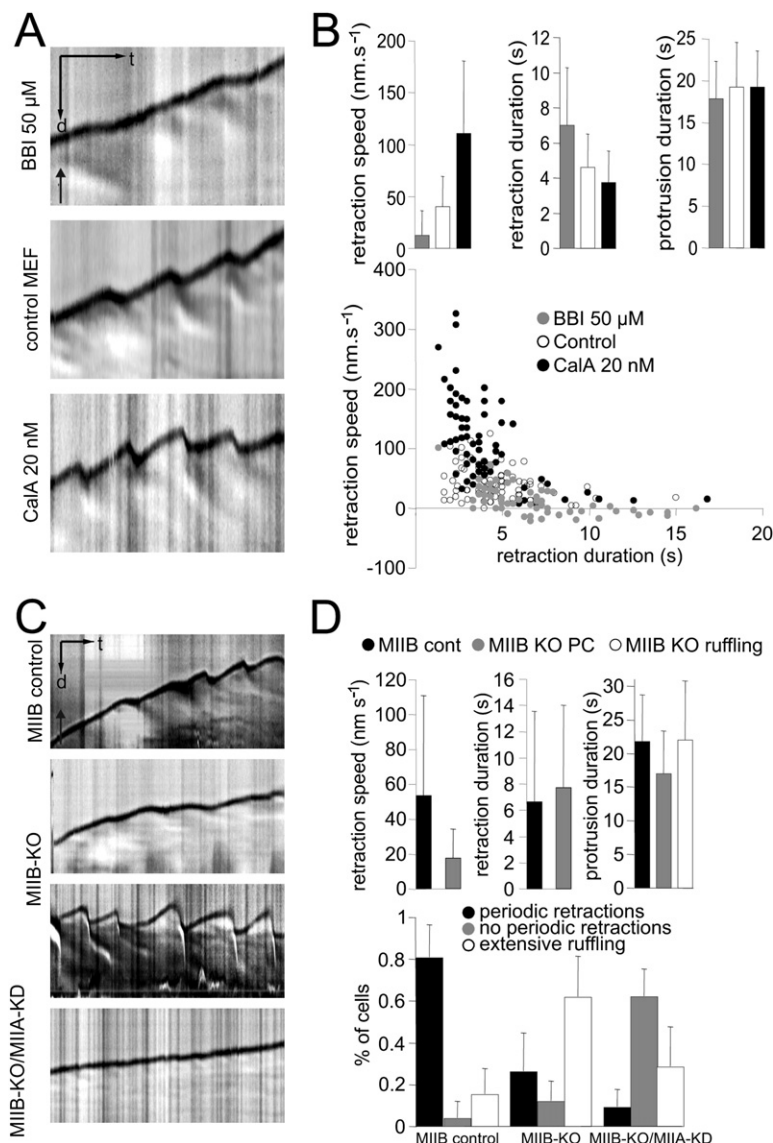 A
t
d
BBI 50 µM
control MEF
CalA 20 nM
B
retraction speed (nm.s⁻¹)
200
150
100
50
0
retraction duration (s)
12
10
8
6
4
2
0
protrusion duration (s)
25
20
15
10
5
0
retraction speed (nm.s⁻¹)
400
300
200
100
0
-100
BBI 50 µM
Control
CalA 20 nM
5
10
15
20
retraction duration (s)
C
t
d
MIIB control
MIIB-KO
MIIB-KO/MIIA-KD
D
MIIB cont
MIIB KO PC
MIIB KO ruffling
retraction speed (nm s⁻¹)
120
100
80
60
40
20
0
retraction duration (s)
16
14
12
10
8
6
4
2
0
protrusion duration (s)
30
25
20
15
10
5
0
periodic retractions
no periodic retractions
extensive ruffling
% of cells
1
0.8
0.6
0.4
0.2
0
MIIB control
MIIB-KO
MIIB-KO/MIIA-KD